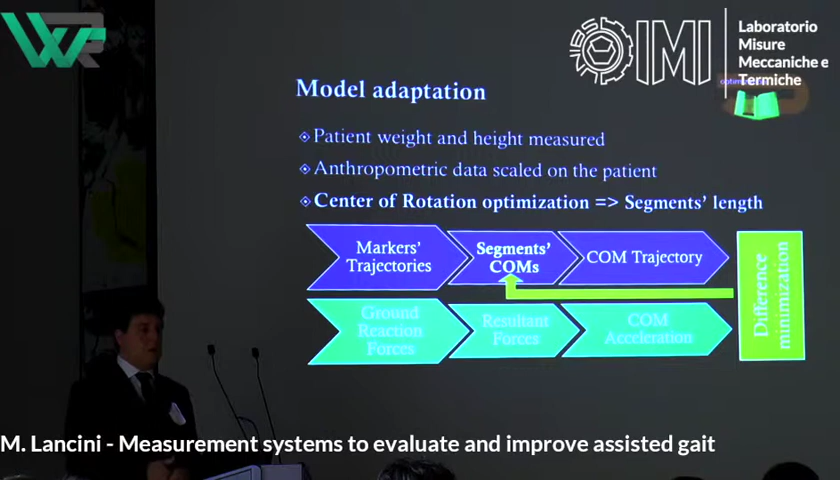 IMI
Laboratorio
Misure
Meccaniche e
Termiche
Model adaptation
Patient weight and height measured
Anthropometric data scaled on the patient
Center of Rotation optimization => Segments' length
Markers'
Trajectories
Segments'
COMs
COM Trajectory
Difference
minimization
Ground
Reaction
Forces
Resultant
Forces
COM
Acceleration
M. Lancini - Measurement systems to evaluate and improve assisted gait